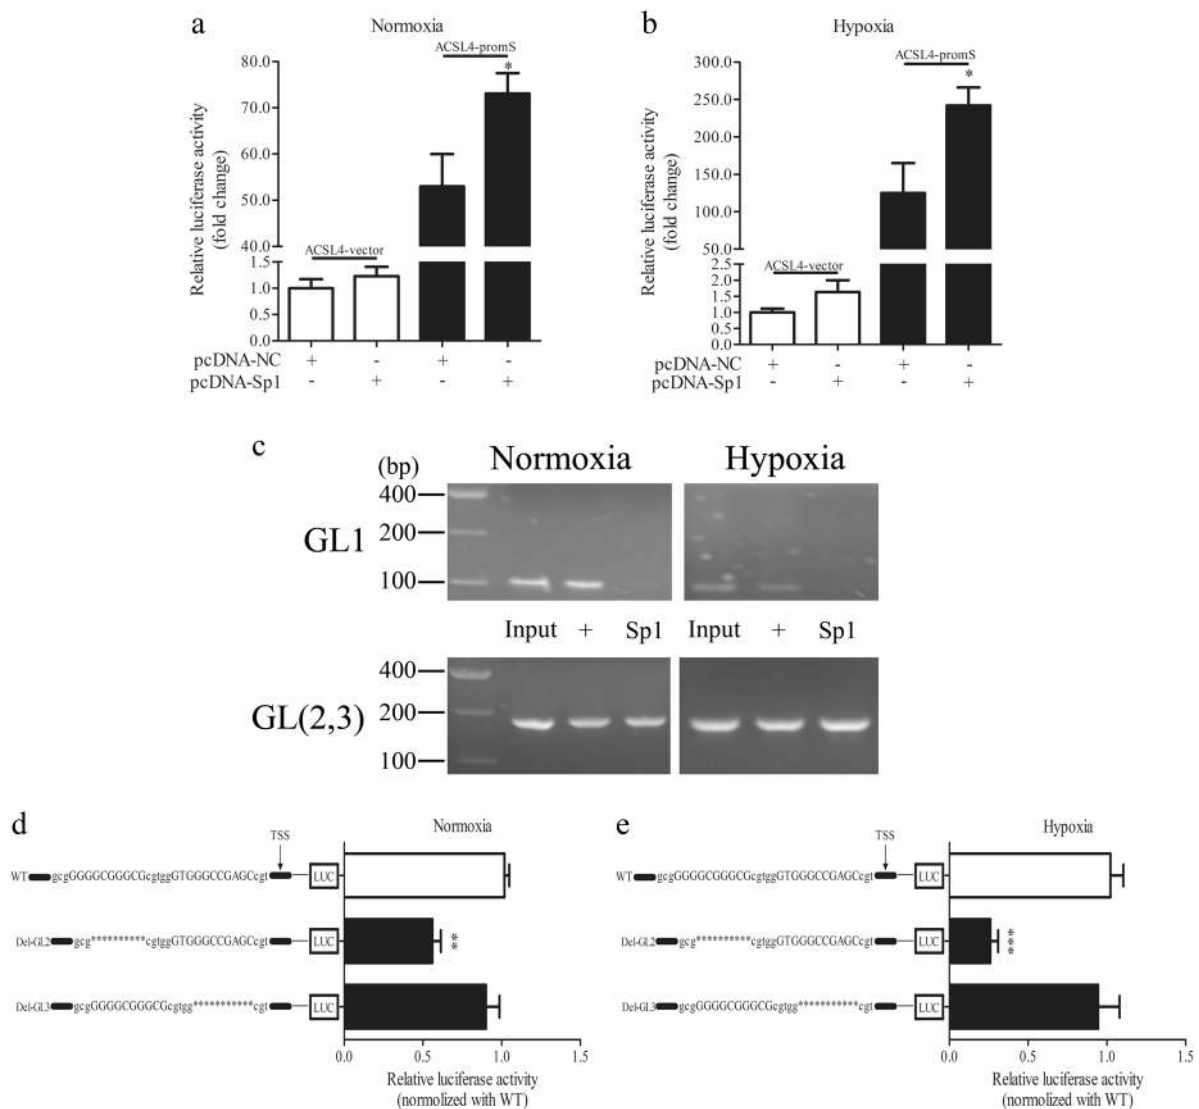 a
Normoxia
Relative luciferase activity
(fold change)
80.0
70.0
60.0
50.0
40.0
1.5
1.0
0.5
0.0
ACSL4-promS
*
ACSL4-vector
pcDNA-NC + - + -
pcDNA-Sp1 - + - +
b
Hypoxia
Relative luciferase activity
(fold change)
300.0
250.0
200.0
150.0
100.0
50.0
2.5
2.0
1.5
1.0
0.5
0.0
ACSL4-promS
*
ACSL4-vector
pcDNA-NC + - + -
pcDNA-Sp1 - + - +
c
(bp) Normoxia Hypoxia
400
200
100
GL1
Input + Sp1 Input + Sp1
400
200
100
GL(2,3)
d
Normoxia
TSS
WT gcgGGGGCGGGCGcgtggGTGGGCCGAGCcgt LUC
Del-GL2 gcg**********cgtggGTGGGCCGAGCcgt LUC
**
Del-GL3 gcgGGGGCGGGCGcgtgg***********cgt LUC
0.0 0.5 1.0 1.5
Relative luciferase activity
(normolized with WT)
e
Hypoxia
TSS
WT gcgGGGGCGGGCGcgtggGTGGGCCGAGCcgt LUC
Del-GL2 gcg**********cgtggGTGGGCCGAGCcgt LUC
***
Del-GL3 gcgGGGGCGGGCGcgtgg***********cgt LUC
0.0 0.5 1.0 1.5
Relative luciferase activity
(normolized with WT)